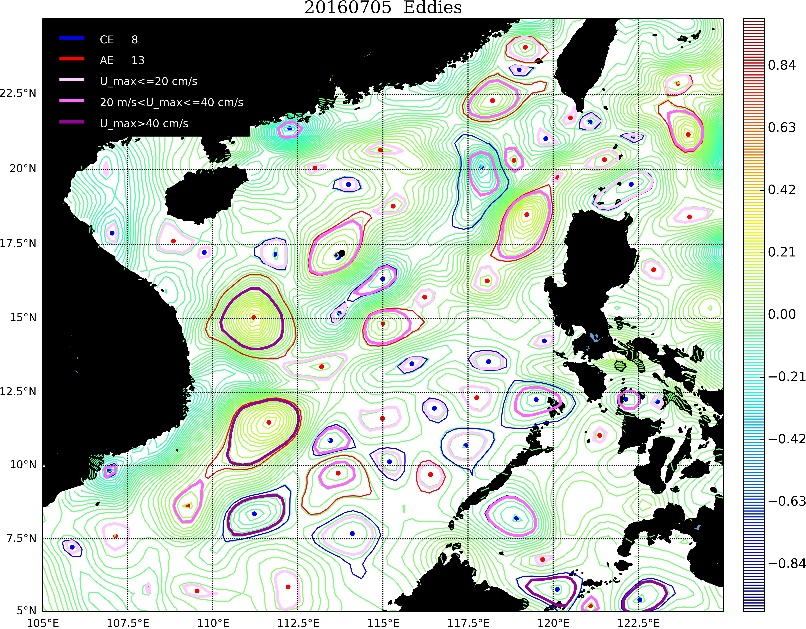 20160705 Eddies
CE 8
AE 13
U_max<=20 cm/s
20 m/s<U_max<=40 cm/s
U_max>40 cm/s
22.5°N
20°N
17.5°N
15°N
12.5°N
10°N
7.5°N
5°N
105°E 107.5°E 110°E 112.5°E 115°E 117.5°E 120°E 122.5°E
0.84
0.63
0.42
0.21
0.00
-0.21
-0.42
-0.63
-0.84